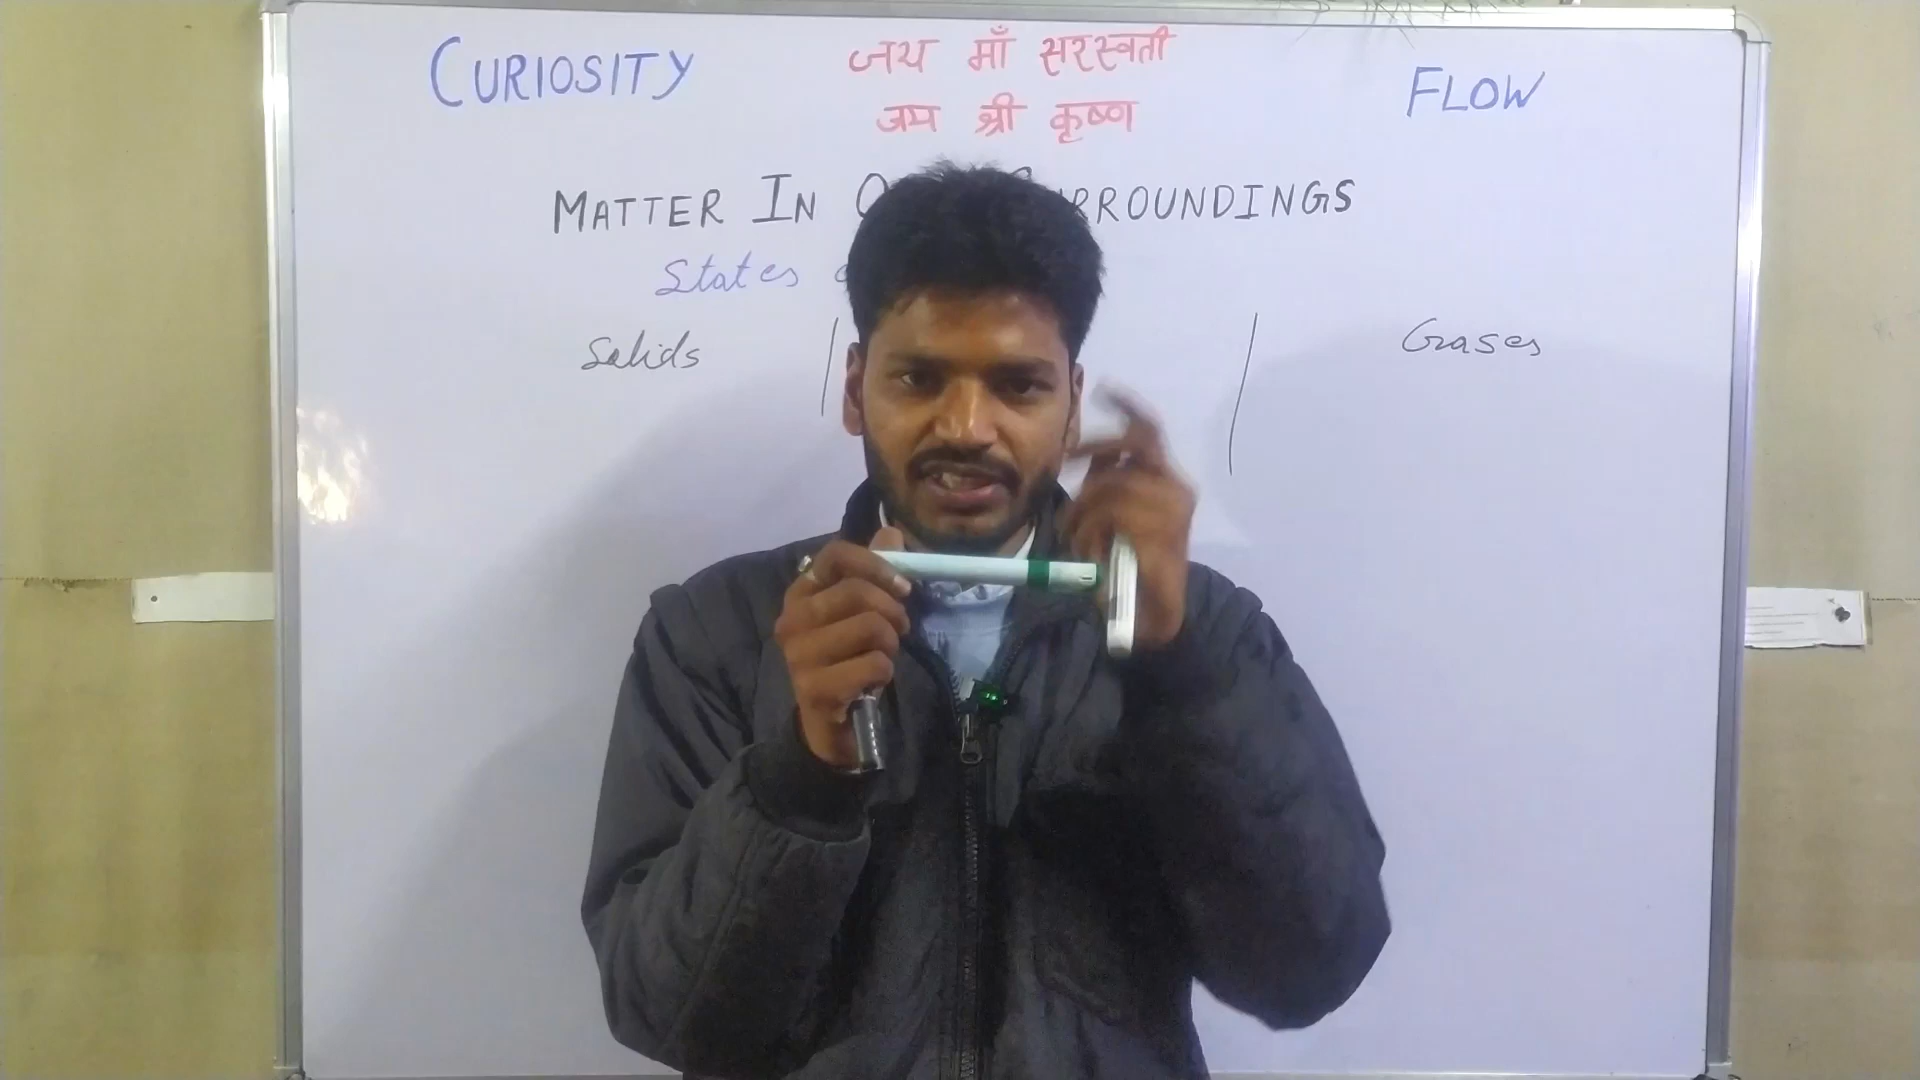 CURIOSITY
जय माँ सरस्वती
जय श्री कृष्ण
FLOW
MATTER IN RROUNDINGS
States
Solids
Gases